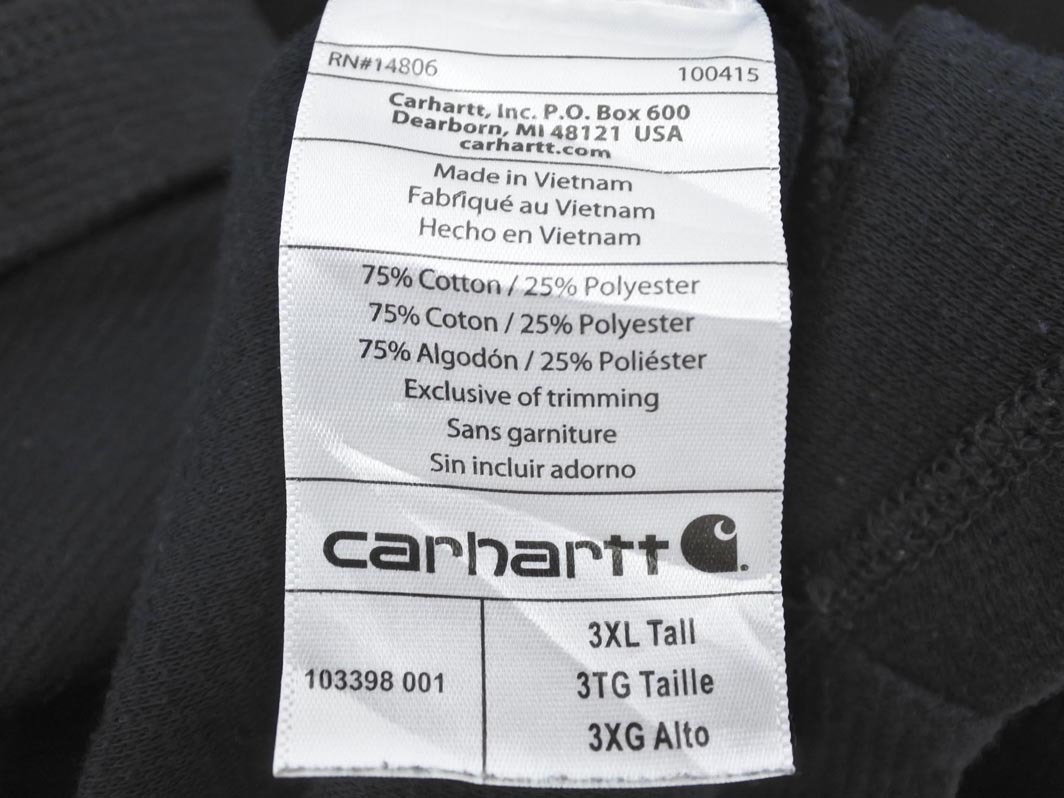 RN#14806 100415
Carhartt, Inc. P.O. Box 600
Dearborn, MI 48121 USA
carhartt.com
Made in Vietnam
Fabriqué au Vietnam
Hecho en Vietnam
75% Cotton / 25% Polyester
75% Coton / 25% Polyester
75% Algodón / 25% Poliéster
Exclusive of trimming
Sans garniture
Sin incluir adorno
carhartt
103398 001
3XL Tall
3TG Taille
3XG Alto